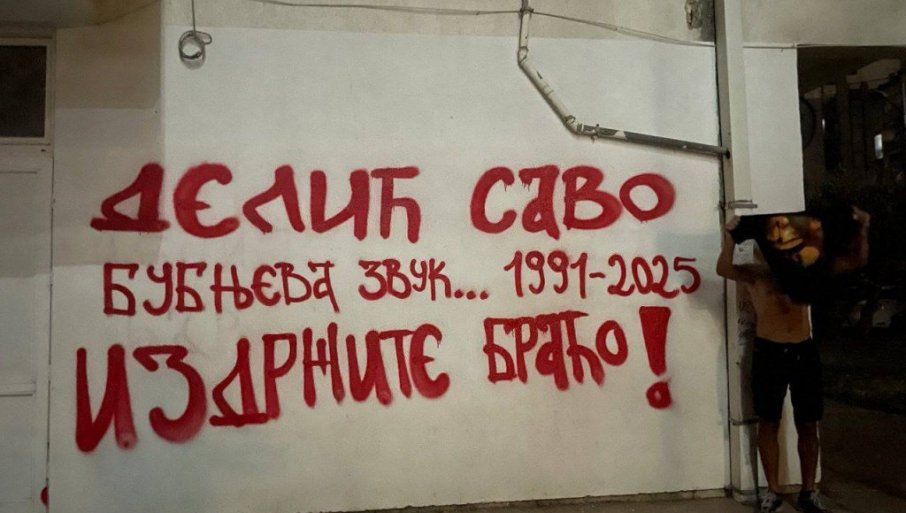 ДЕЛИЋ САВО
БУБЊЕВА ЗВУК... 1991-2025
ИЗДРЖИТЕ БРАЋО!